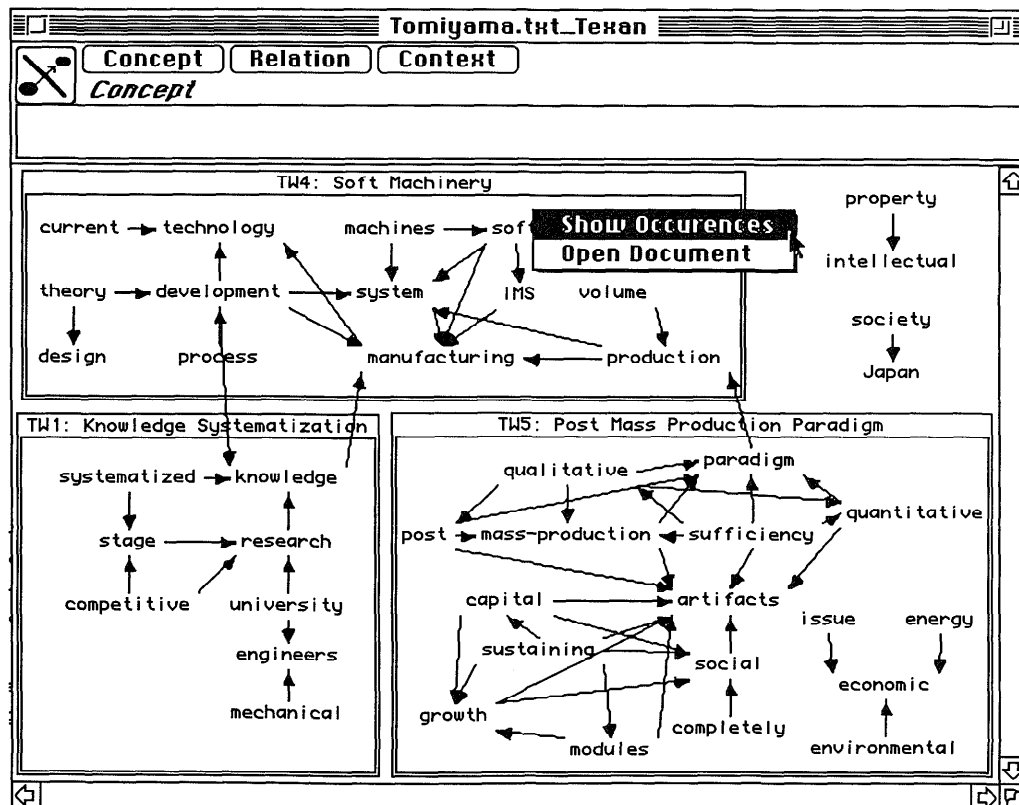 Tomiyama.txt_Texan
Concept Relation Context
Concept
TW4: Soft Machinery
current technology machines soft
Show Occurences
Open Document
property
intellectual
theory development system IMS volume
society
design process manufacturing production
Japan
TW1: Knowledge Systematization
systematized knowledge
stage research
competitive university
engineers
mechanical
TW5: Post Mass Production Paradigm
qualitative paradigm
quantitative
post mass-production sufficiency
capital artifacts
issue energy
sustaining social
economic
growth completely
modules environmental